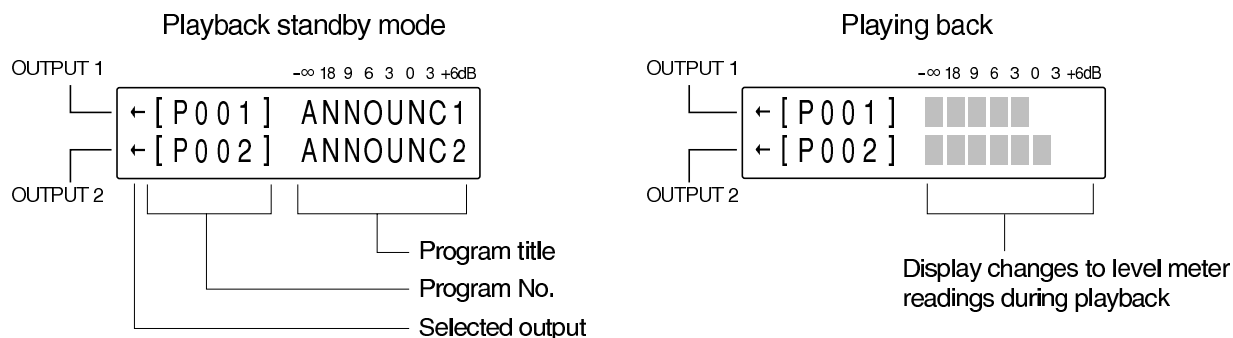 Playback standby mode
OUTPUT 1
-∞ 18 9 6 3 0 3 +6dB
←[P001] ANNOUNC1
←[P002] ANNOUNC2
OUTPUT 2
Program title
Program No.
Selected output
Playing back
OUTPUT 1
-∞ 18 9 6 3 0 3 +6dB
←[P001]
←[P002]
OUTPUT 2
Display changes to level meter
readings during playback